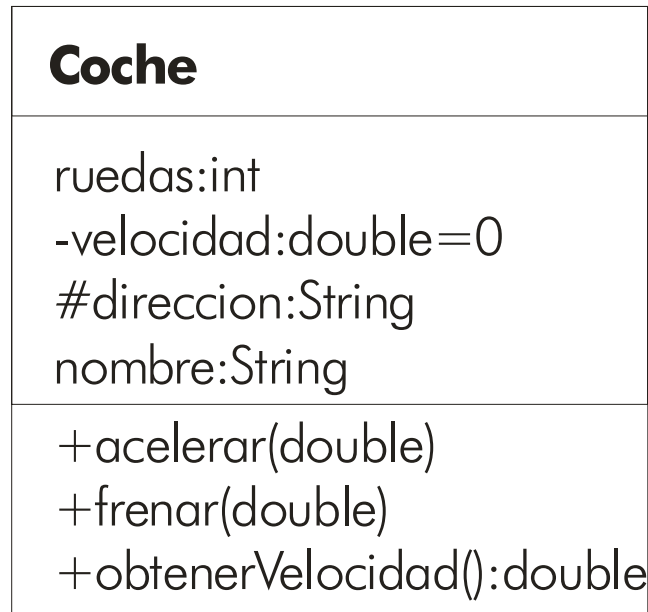 Coche
ruedas:int
-velocidad:double=0
#direccion:String
nombre:String
+acelerar(double)
+frenar(double)
+obtenerVelocidad():double